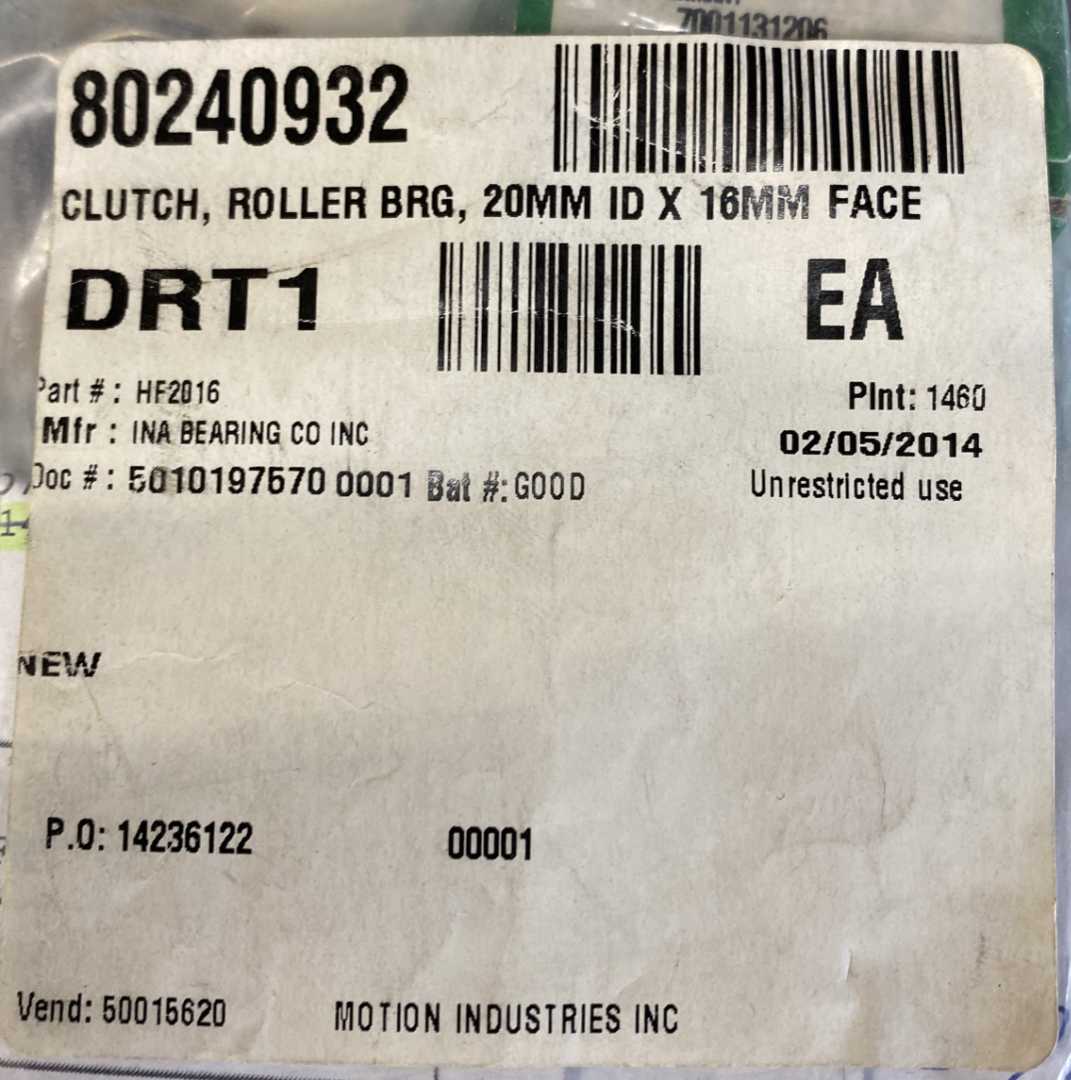 7001131206
80240932
CLUTCH, ROLLER BRG, 20MM ID X 16MM FACE
DRT1 EA
Part # : HF2016 Plnt: 1460
Mfr : INA BEARING CO INC 02/05/2014
Doc # : 5010197570 0001 Bat #: GOOD Unrestricted use
NEW
P.O: 14236122 00001
Vend: 50015620 MOTION INDUSTRIES INC